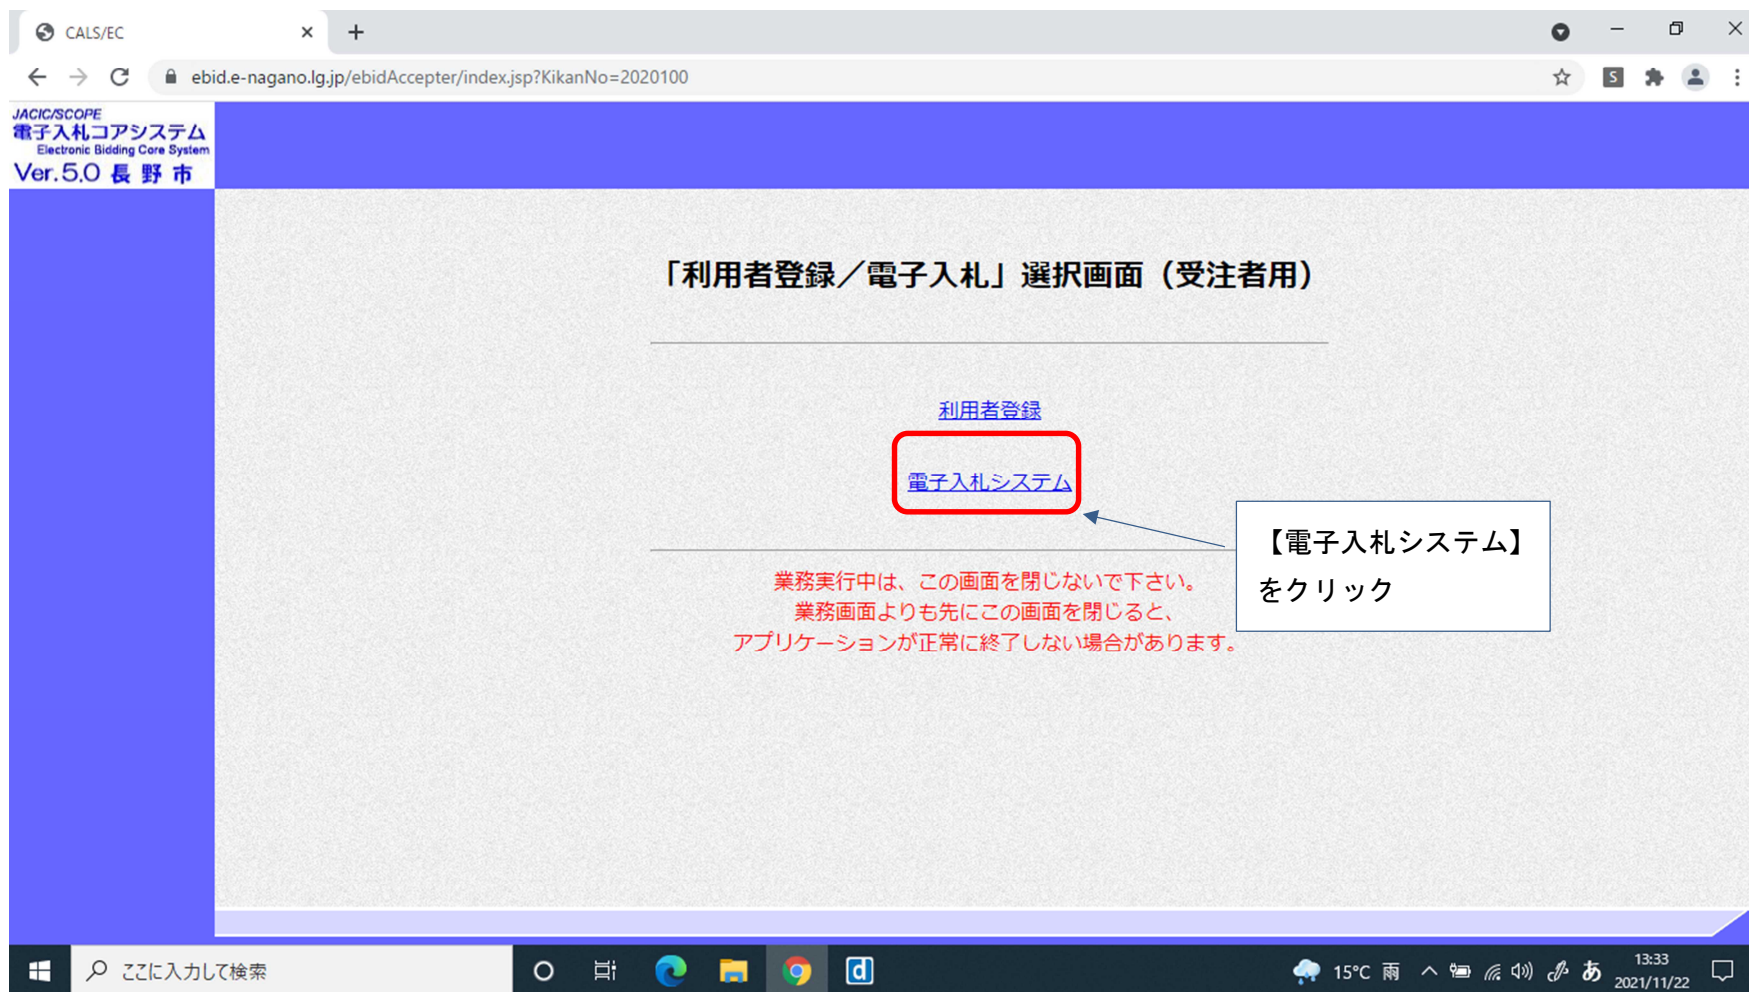 CALS/EC
ebid.e-nagano.lg.jp/ebidAccepter/index.jsp?KikanNo=2020100
S
JACIC/SCOPE
電子入札コアシステム
Electronic Bidding Core System
Ver.5.0 長野市
「利用者登録／電子入札」選択画面（受注者用）
利用者登録
電子入札システム
【電子入札システム】
をクリック
業務実行中は、この画面を閉じないで下さい。
業務画面よりも先にこの画面を閉じると、
アプリケーションが正常に終了しない場合があります。
ここに入力して検索
d
15°C 雨
あ
13:33
2021/11/22